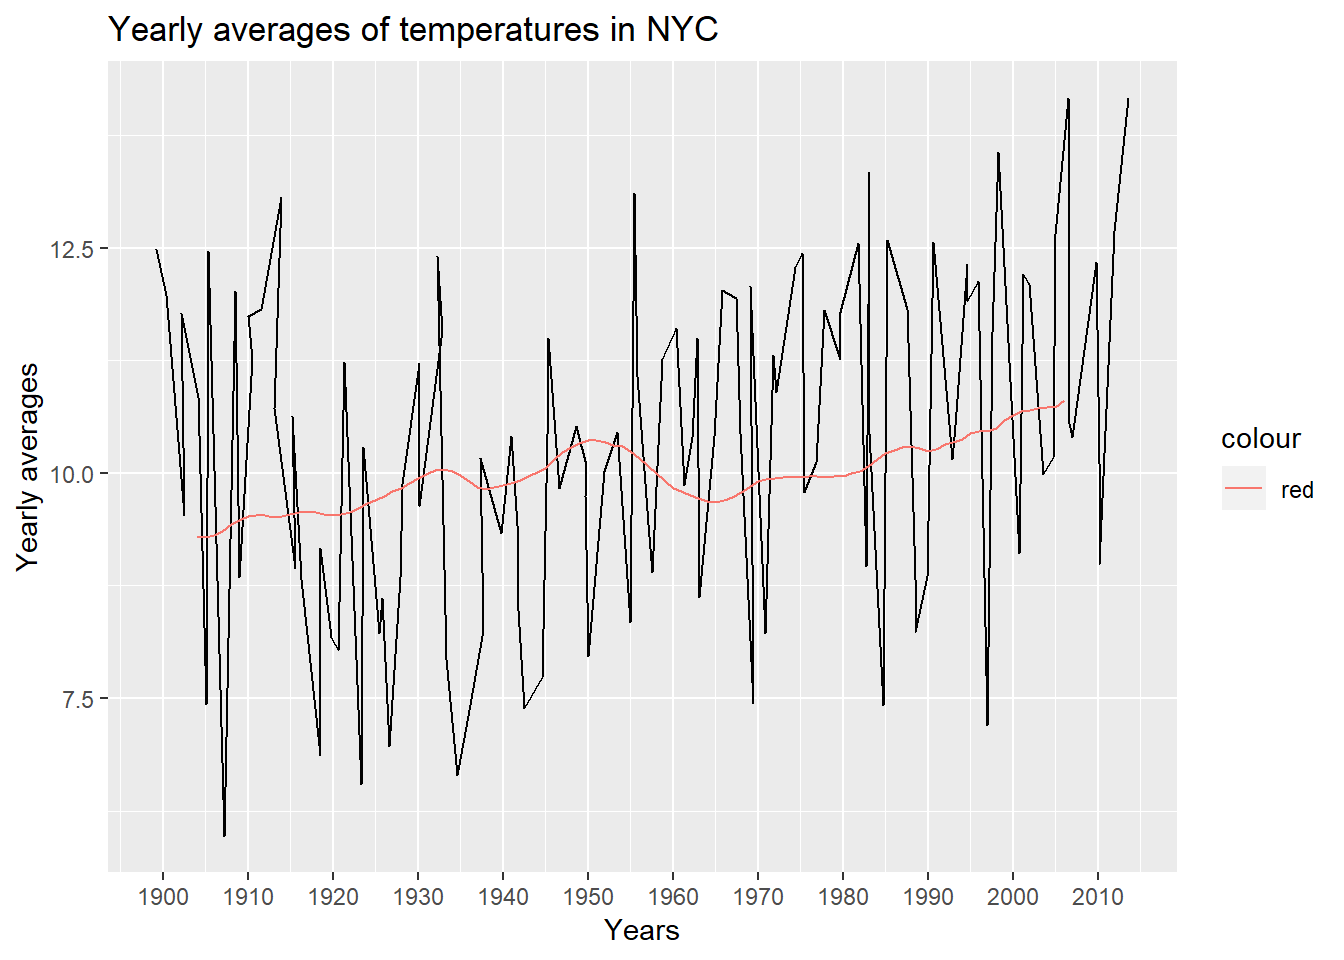 Yearly averages of temperatures in NYC
12.5
10.0
7.5
Yearly averages
1900 1910 1920 1930 1940 1950 1960 1970 1980 1990 2000 2010
Years
colour
red